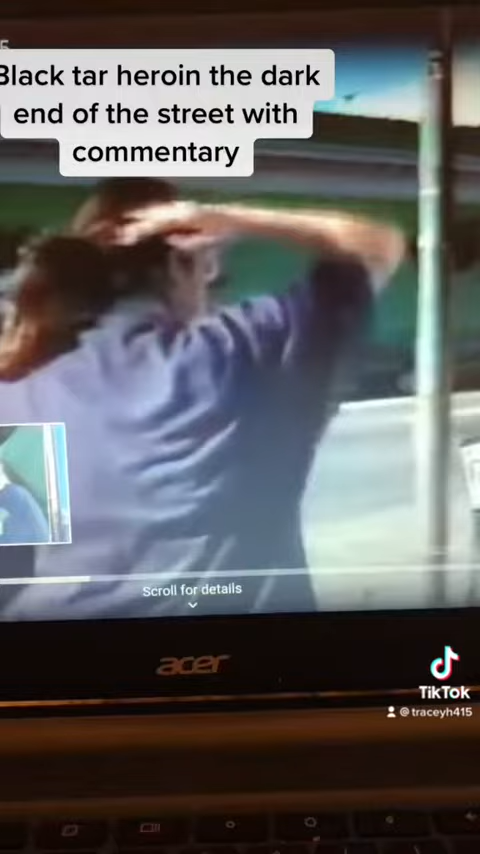 Black tar heroin the dark
end of the street with
commentary
Scroll for details
acer
TikTok
@traceyh415